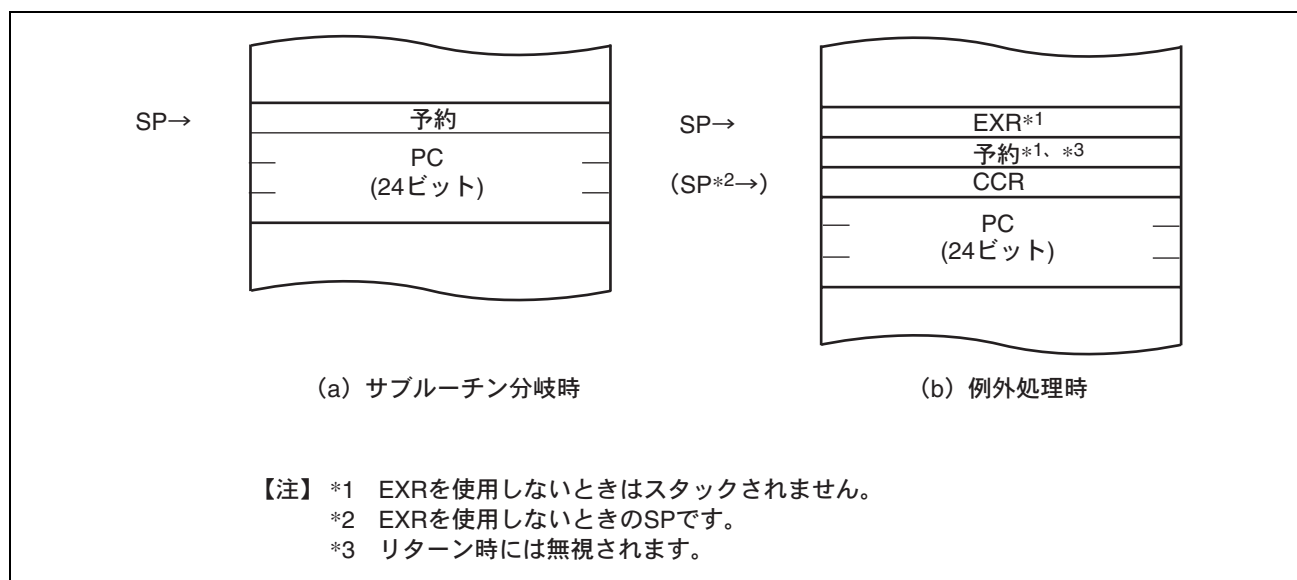 SP→
予約
PC
(24ビット)
(a) サブルーチン分岐時
SP→
EXR*1
予約*1、*3
(SP*2→)
CCR
PC
(24ビット)
(b) 例外処理時
【注】 *1 EXRを使用しないときはスタックされません。
*2 EXRを使用しないときのSPです。
*3 リターン時には無視されます。